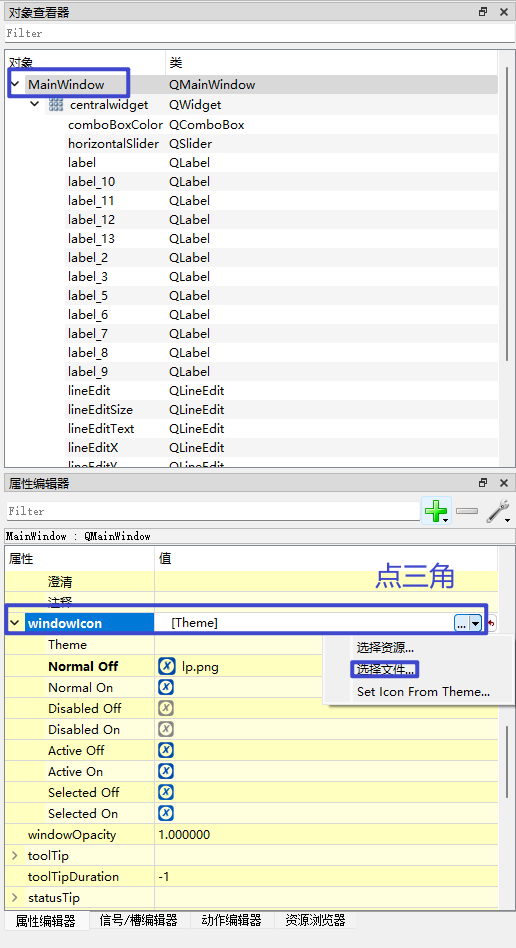 对象查看器
Filter
对象 类
MainWindow QMainWindow
centralwidget QWidget
comboBoxColor QComboBox
horizontalSlider QSlider
label QLabel
label_10 QLabel
label_11 QLabel
label_12 QLabel
label_13 QLabel
label_2 QLabel
label_3 QLabel
label_5 QLabel
label_6 QLabel
label_7 QLabel
label_8 QLabel
label_9 QLabel
lineEdit QLineEdit
lineEditSize QLineEdit
lineEditText QLineEdit
lineEditX QLineEdit
lineEditY QLineEdit
属性编辑器
Filter
MainWindow : QMainWindow
属性 值
点三角
澄清
注释
windowIcon [Theme] ...
Theme
选择资源...
Normal Off lp.png
选择文件...
Normal On
Set Icon From Theme...
Disabled Off
Disabled On
Active Off
Active On
Selected Off
Selected On
windowOpacity 1.000000
toolTip
toolTipDuration -1
statusTip
属性编辑器 信号/槽编辑器 动作编辑器 资源浏览器